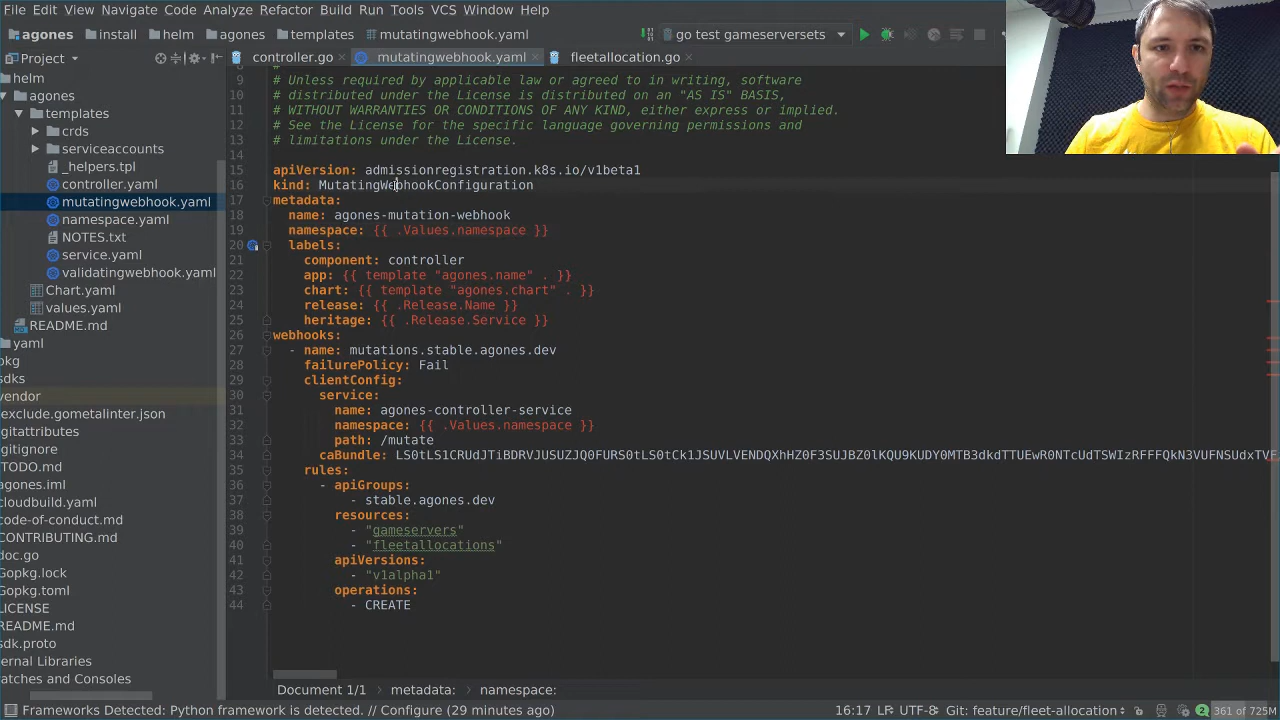 File Edit View Navigate Code Analyze Refactor Build Run Tools VCS Window Help
agones install helm agones templates mutatingwebhook.yaml go test gameserversets
Project controller.go mutatingwebhook.yaml fleetallocation.go
helm
agones
templates
crds
serviceaccounts
_helpers.tpl
controller.yaml
mutatingwebhook.yaml
namespace.yaml
NOTES.txt
service.yaml
validatingwebhook.yaml
Chart.yaml
values.yaml
README.md
yaml
pkg
sdks
vendor
exclude.gometalinter.json
gitattributes
gitignore
TODO.md
agones.iml
cloudbuild.yaml
code-of-conduct.md
CONTRIBUTING.md
doc.go
Gopkg.lock
Gopkg.toml
LICENSE
README.md
sdk.proto
ernal Libraries
ratches and Consoles
8 #
9 # Unless required by applicable law or agreed to in writing, software
10 # distributed under the License is distributed on an "AS IS" BASIS,
11 # WITHOUT WARRANTIES OR CONDITIONS OF ANY KIND, either express or implied.
12 # See the License for the specific language governing permissions and
13 # limitations under the License.
14
15 apiVersion: admissionregistration.k8s.io/v1beta1
16 kind: MutatingWebhookConfiguration
17 metadata:
18 name: agones-mutation-webhook
19 namespace: {{ .Values.namespace }}
20 labels:
21 component: controller
22 app: {{ template "agones.name" . }}
23 chart: {{ template "agones.chart" . }}
24 release: {{ .Release.Name }}
25 heritage: {{ .Release.Service }}
26 webhooks:
27 - name: mutations.stable.agones.dev
28 failurePolicy: Fail
29 clientConfig:
30 service:
31 name: agones-controller-service
32 namespace: {{ .Values.namespace }}
33 path: /mutate
34 caBundle:
35 rules:
36 - apiGroups:
37 - stable.agones.dev
38 resources:
39 - "gameservers"
40 - "fleetallocations"
41 apiVersions:
42 - "v1alpha1"
43 operations:
44 - CREATE
Document 1/1 metadata: namespace:
Frameworks Detected: Python framework is detected. // Configure (29 minutes ago) 16:17 LF: UTF-8: Git: feature/fleet-allocation 2 361 of 725M